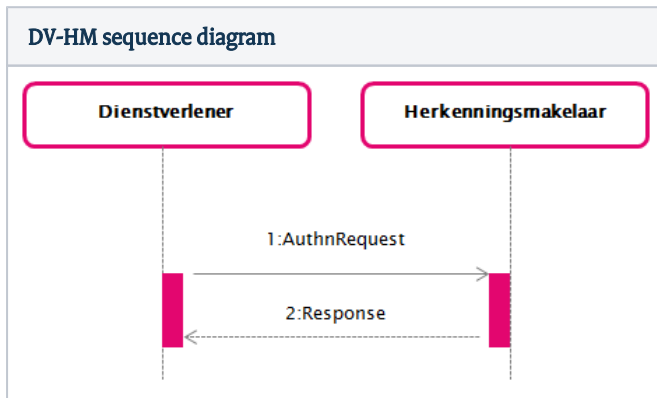 DV-HM sequence diagram
Dienstverlener
Herkenningsmakelaar
1:AuthnRequest
2:Response